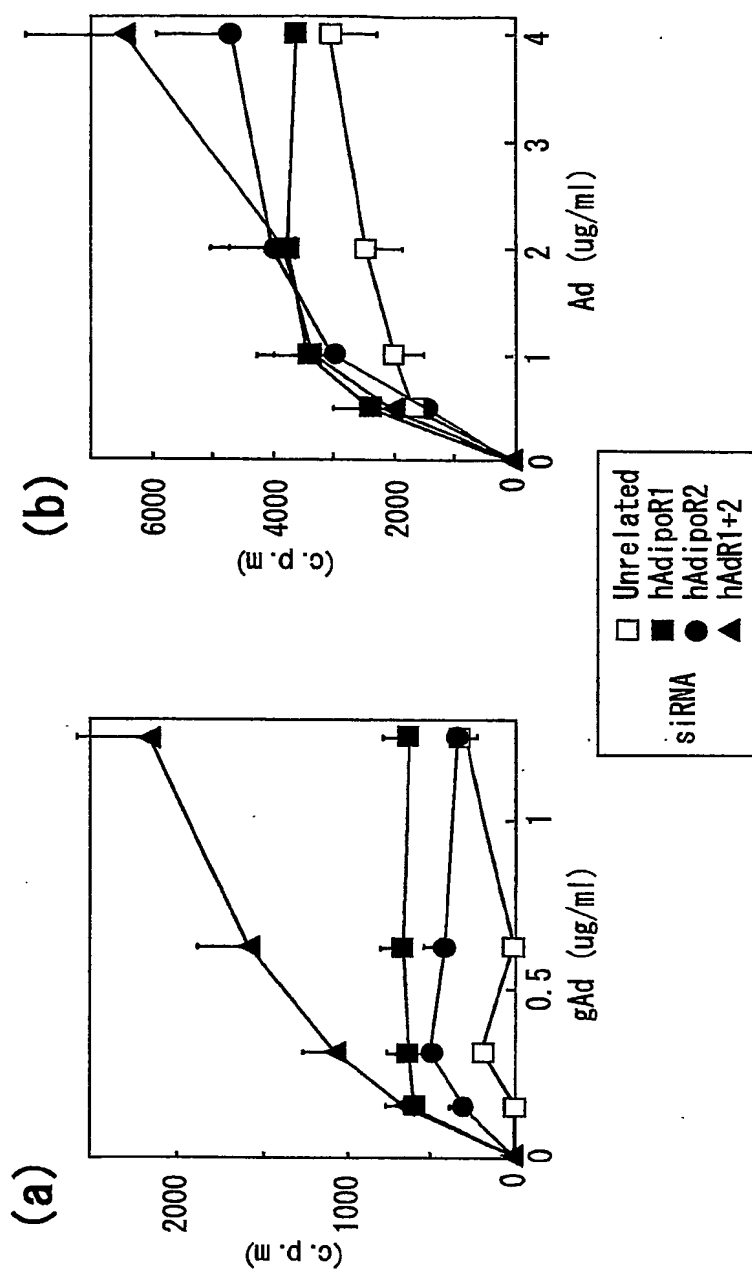 (a)
(c.p.m)
2000
1000
0
0
0.5
1
gAd (ug/ml)
(b)
(c.p.m)
6000
4000
2000
0
0
1
2
3
4
Ad (ug/ml)
siRNA
Unrelated
hAdipoR1
hAdipoR2
hAdR1+2